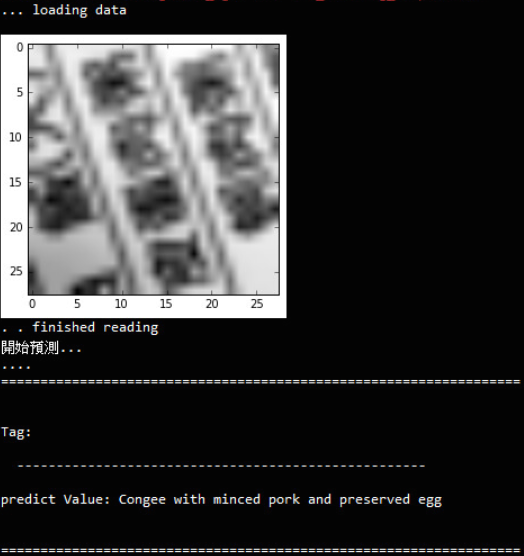 ... loading data
0
5
10
15
20
25
0 5 10 15 20 25
. . finished reading
開始預測...
....
=================================================================
Tag:
----------------------------------------------------
predict Value: Congee with minced pork and preserved egg
=================================================================